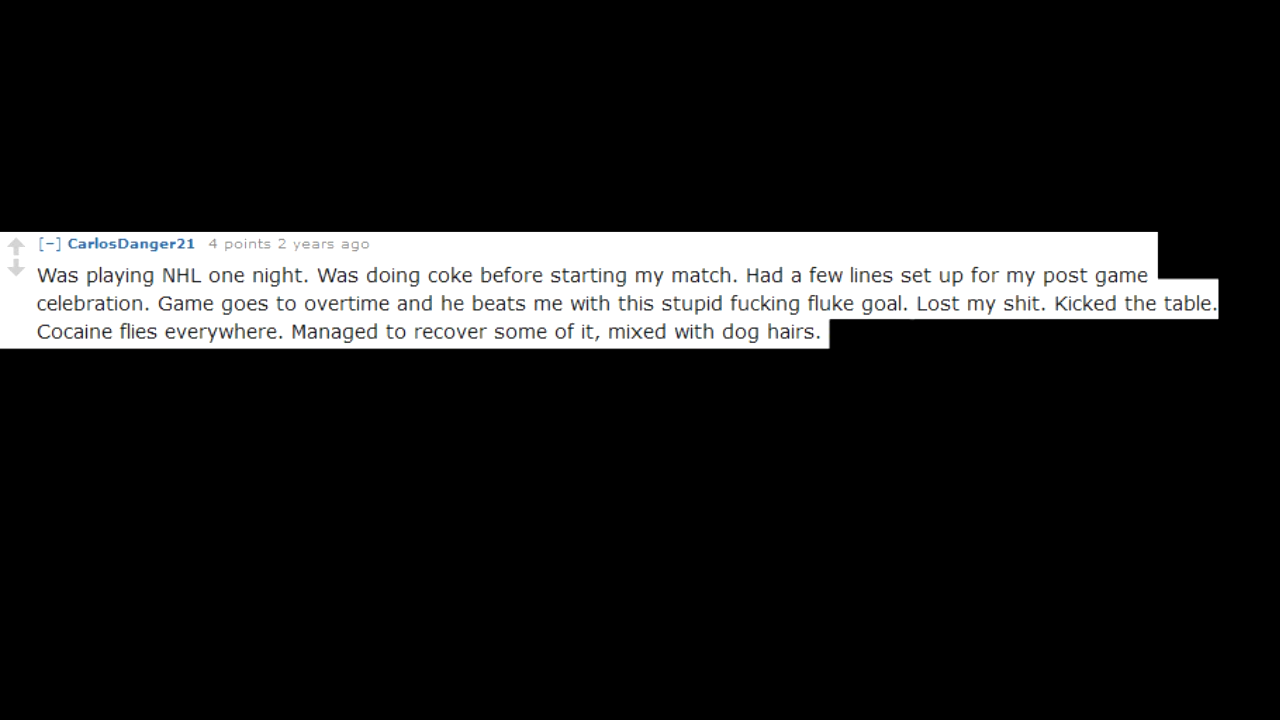 [−] CarlosDanger21 4 points 2 years ago
Was playing NHL one night. Was doing coke before starting my match. Had a few lines set up for my post game
celebration. Game goes to overtime and he beats me with this stupid fucking fluke goal. Lost my shit. Kicked the table.
Cocaine flies everywhere. Managed to recover some of it, mixed with dog hairs.